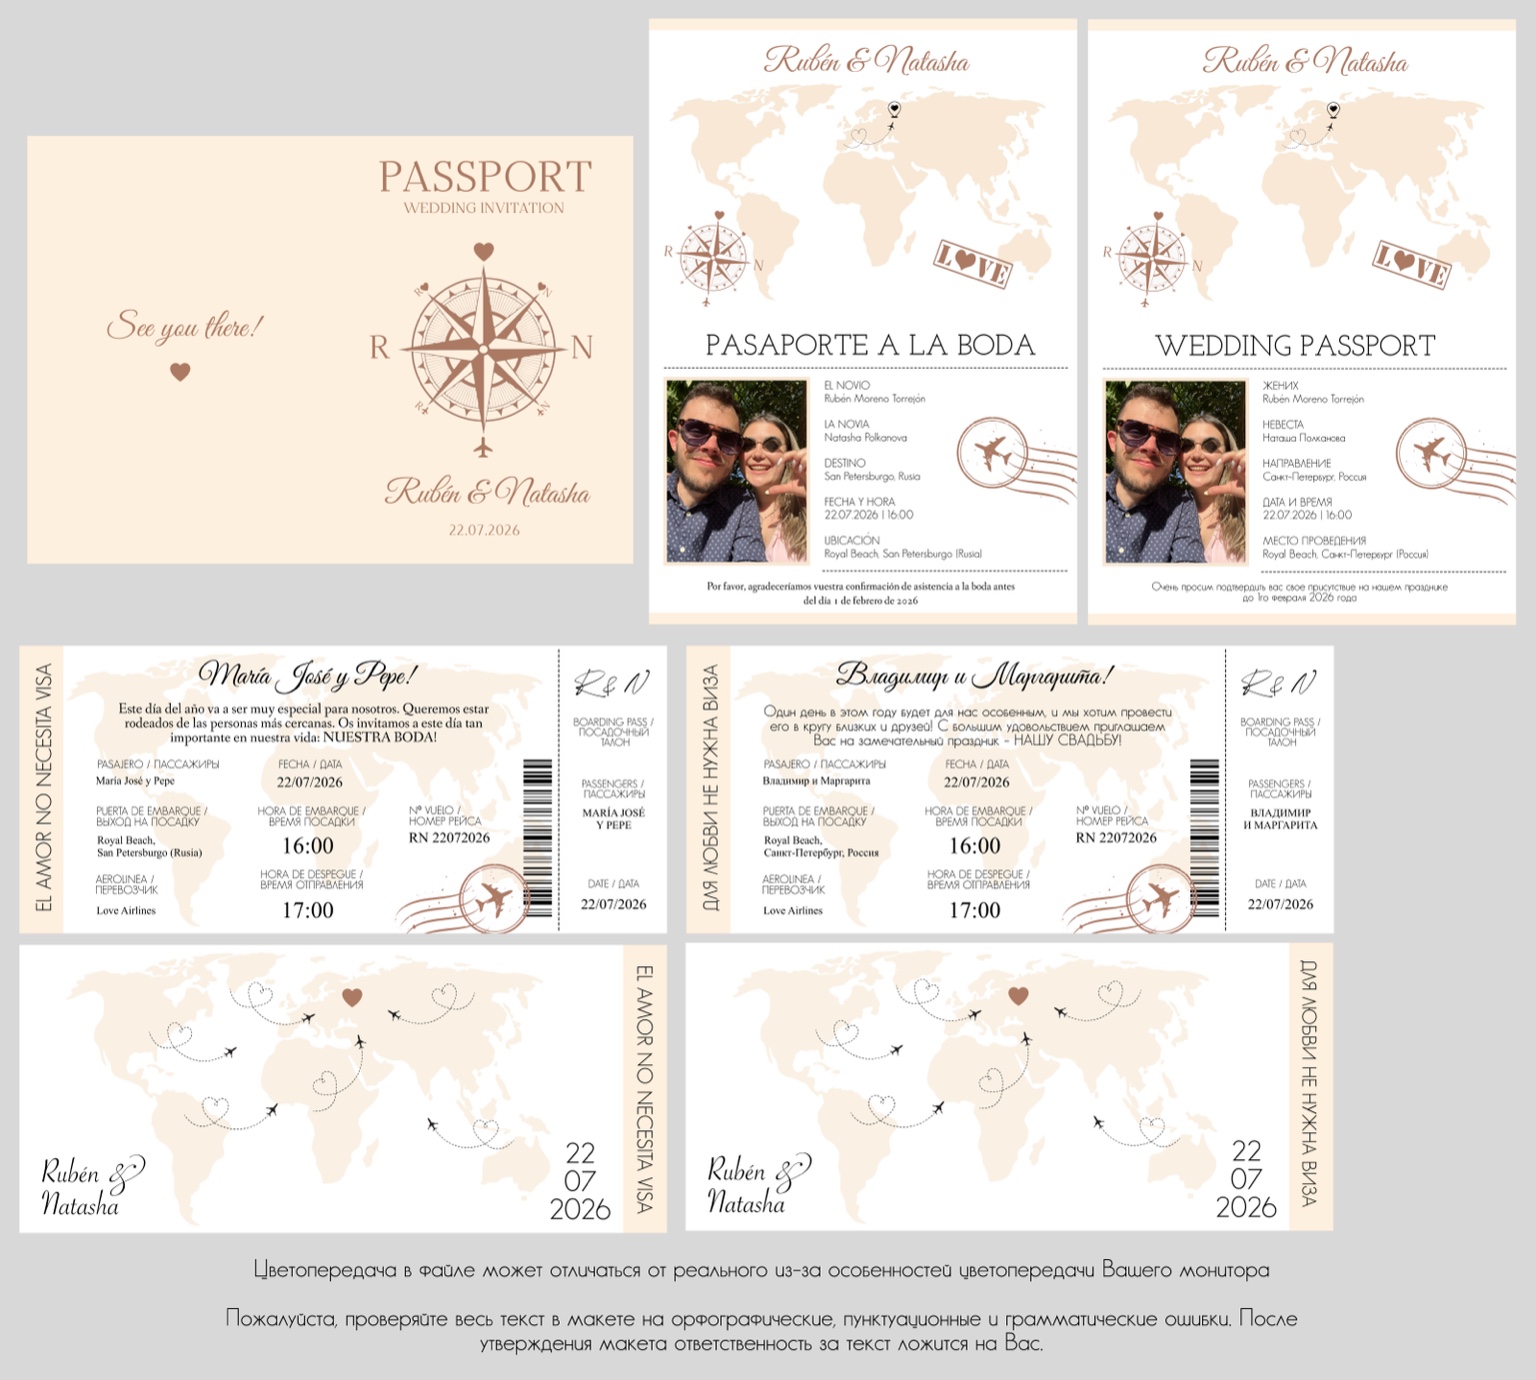 PASSPORT
WEDDING INVITATION
See you there!
R N
R N
R N
Rubén & Natasha
22.07.2026
Rubén & Natasha
R N
LOVE
PASAPORTE A LA BODA
EL NOVIO
Rubén Moreno Torrejón
LA NOVIA
Natasha Polkanova
DESTINO
San Petersburgo, Rusia
FECHA Y HORA
22.07.2026 | 16:00
UBICACIÓN
Royal Beach, San Petersburgo (Rusia)
Por favor, agradeceríamos vuestra confirmación de asistencia a la boda antes
del día 1 de febrero de 2026
Rubén & Natasha
R N
LOVE
WEDDING PASSPORT
ЖЕНИХ
Rubén Moreno Torrejón
НЕВЕСТА
Наташа Полканова
НАПРАВЛЕНИЕ
Санкт-Петербург, Россия
ДАТА И ВРЕМЯ
22.07.2026 | 16:00
МЕСТО ПРОВЕДЕНИЯ
Royal Beach, Санкт-Петербург (Россия)
Очень просим подтвердить вас свое присутствие на нашем празднике
до 1го февраля 2026 года
EL AMOR NO NECESITA VISA
María José y Pepe!
Este día del año va a ser muy especial para nosotros. Queremos estar
rodeados de las personas más cercanas. Os invitamos a este día tan
importante en nuestra vida: NUESTRA BODA!
PASAJERO / ПАССАЖИРЫ
María José y Pepe
FECHA / ДАТА
22/07/2026
PUERTA DE EMBARQUE /
ВЫХОД НА ПОСАДКУ
Royal Beach,
San Petersburgo (Rusia)
HORA DE EMBARQUE /
ВРЕМЯ ПОСАДКИ
16:00
Nº VUELO /
НОМЕР РЕЙСА
RN 22072026
AEROLINEA /
ПЕРЕВОЗЧИК
Love Airlines
HORA DE DESPEGUE /
ВРЕМЯ ОТПРАВЛЕНИЯ
17:00
R & N
BOARDING PASS /
ПОСАДОЧНЫЙ
ТАЛОН
PASSENGERS /
ПАССАЖИРЫ
MARÍA JOSÉ
Y PEPE
DATE / ДАТА
22/07/2026
ДЛЯ ЛЮБВИ НЕ НУЖНА ВИЗА
Владимир и Маргарита!
Один день в этом году будет для нас особенным, и мы хотим провести
его в кругу близких и друзей! С большим удовольствием приглашаем
Вас на замечательный праздник - НАШУ СВАДЬБУ!
PASAJERO / ПАССАЖИРЫ
Владимир и Маргарита
FECHA / ДАТА
22/07/2026
PUERTA DE EMBARQUE /
ВЫХОД НА ПОСАДКУ
Royal Beach,
Санкт-Петербург, Россия
HORA DE EMBARQUE /
ВРЕМЯ ПОСАДКИ
16:00
Nº VUELO /
НОМЕР РЕЙСА
RN 22072026
AEROLINEA /
ПЕРЕВОЗЧИК
Love Airlines
HORA DE DESPEGUE /
ВРЕМЯ ОТПРАВЛЕНИЯ
17:00
R & N
BOARDING PASS /
ПОСАДОЧНЫЙ
ТАЛОН
PASSENGERS /
ПАССАЖИРЫ
ВЛАДИМИР
И МАРГАРИТА
DATE / ДАТА
22/07/2026
Rubén &
Natasha
22
07
2026
EL AMOR NO NECESITA VISA
Rubén &
Natasha
22
07
2026
ДЛЯ ЛЮБВИ НЕ НУЖНА ВИЗА
Цветопередача в файле может отличаться от реального из-за особенностей цветопередачи Вашего монитора
Пожалуйста, проверяйте весь текст в макете на орфографические, пунктуационные и грамматические ошибки. После
утверждения макета ответственность за текст ложится на Вас.